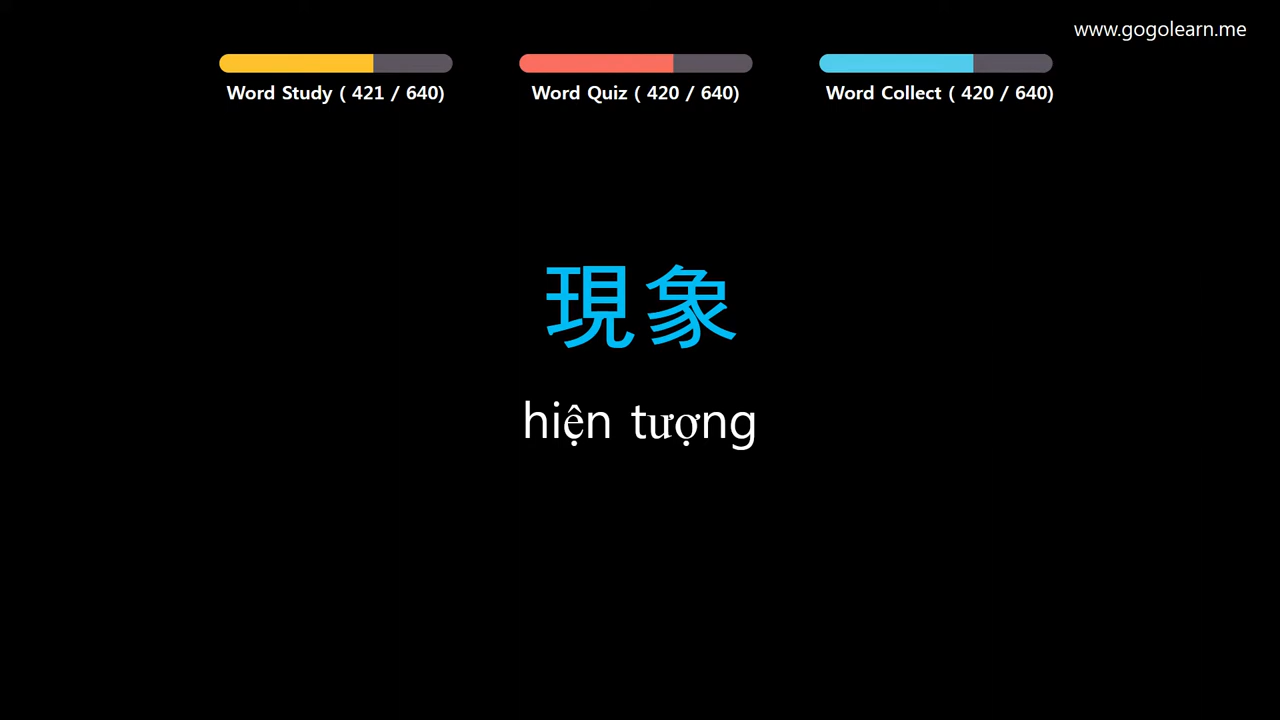 www.gogolearn.me
Word Study ( 421 / 640)
Word Quiz ( 420 / 640)
Word Collect ( 420 / 640)
現象
hiện tượng